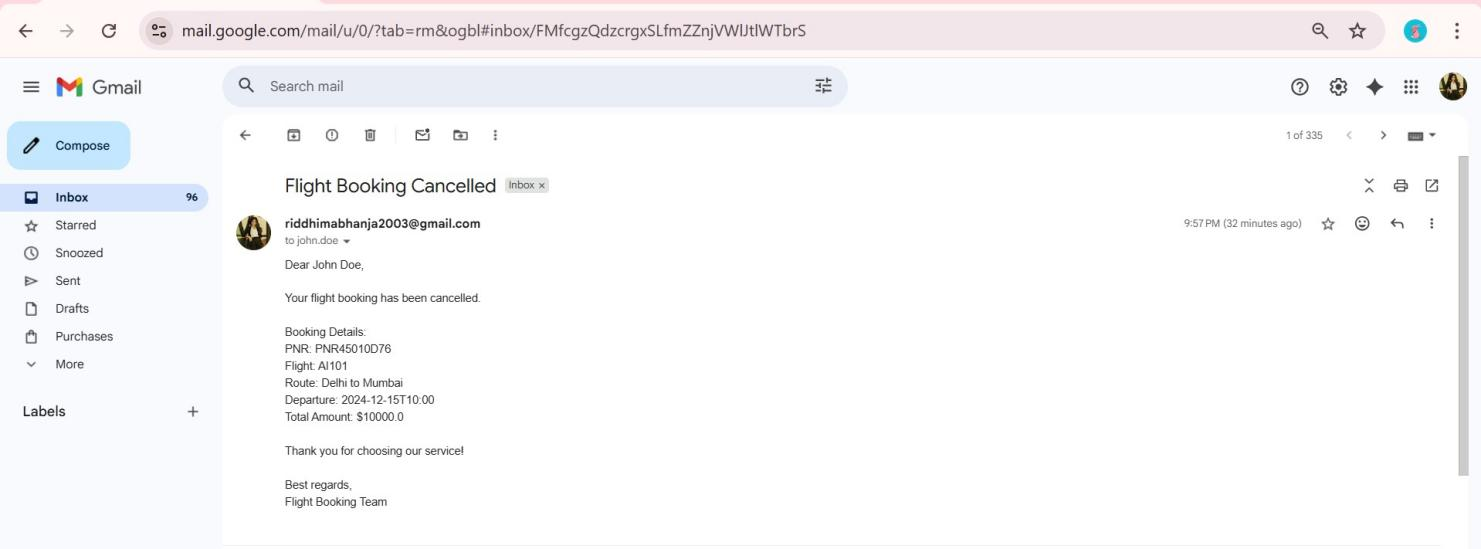 mail.google.com/mail/u/0/?tab=rm&ogbl#inbox/FMfcgzQdzcrgxSLfmZZnjVWlJtlWTbrS
Gmail
Search mail
Compose
1 of 335
Inbox 96
Starred
Snoozed
Sent
Drafts
Purchases
More
Labels
Flight Booking Cancelled Inbox x
riddhimabhanja2003@gmail.com 9:57 PM (32 minutes ago)
to john.doe
Dear John Doe,
Your flight booking has been cancelled.
Booking Details:
PNR: PNR45010D76
Flight: AI101
Route: Delhi to Mumbai
Departure: 2024-12-15T10:00
Total Amount: $10000.0
Thank you for choosing our service!
Best regards,
Flight Booking Team